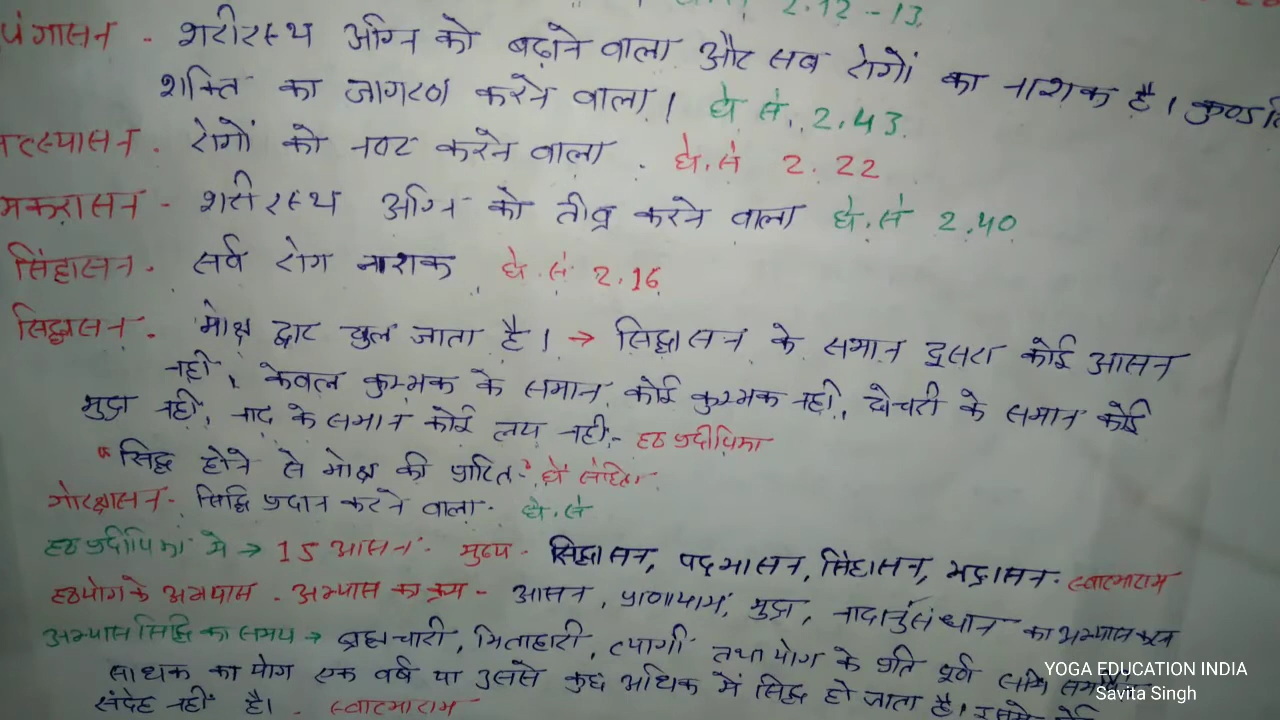 2.12-13
भुजंगासन - शरीरस्थ अग्नि को बढ़ाने वाला और सब रोगों का नाशक है। कुण्डलि
शक्ति का जागरण करने वाला। घे सं. 2.43.
मत्स्यासन. रोगों को नष्ट करने वाला. घे.सं 2.22
मकरासन - शरीरस्थ अग्नि को तीव्र करने वाला घे.सं 2.40
सिंहासन. सर्व रोग नाशक घे.सं 2.16
सिद्धासन. मोक्ष द्वार खुल जाता है। → सिद्धासन के समान दूसरा कोई आसन
नही, केवल कुम्भक के समान कोई कुम्भक नही, खेचरी के समान कोई
मुद्रा नही, नाद के समान कोई लय नही.- हठ प्रदीपिका
"सिद्ध होने से मोक्ष की प्राप्ति-" घे संहिता
गोरक्षासन - सिद्धि प्रदान करने वाला. घे.सं
हठ प्रदीपिका मे → 15 आसन. मुख्य - सिद्धासन, पदमासन, सिंहासन, भद्रासन. स्वात्माराम
हठयोग के अभ्यास. अभ्यास का क्रम - आसन, प्राणायाम, मुद्रा, नादानुसंधान का अभ्यास क्रम
अभ्यास सिद्धि का समय → ब्रह्मचारी, मिताहारी, त्यागी तथा योग के प्रति पूर्ण
साधक का योग एक वर्ष या उससे कुछ अधिक में सिद्ध हो जाता है। इसमे कोई
संदेह नहीं है। - स्वात्माराम
YOGA EDUCATION INDIA
Savita Singh